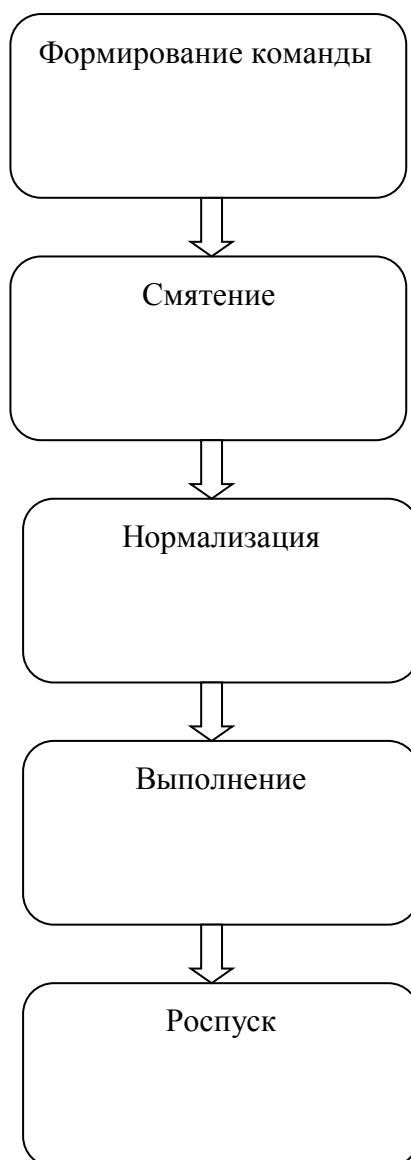 Формирование команды
Смятение
Нормализация
Выполнение
Роспуск